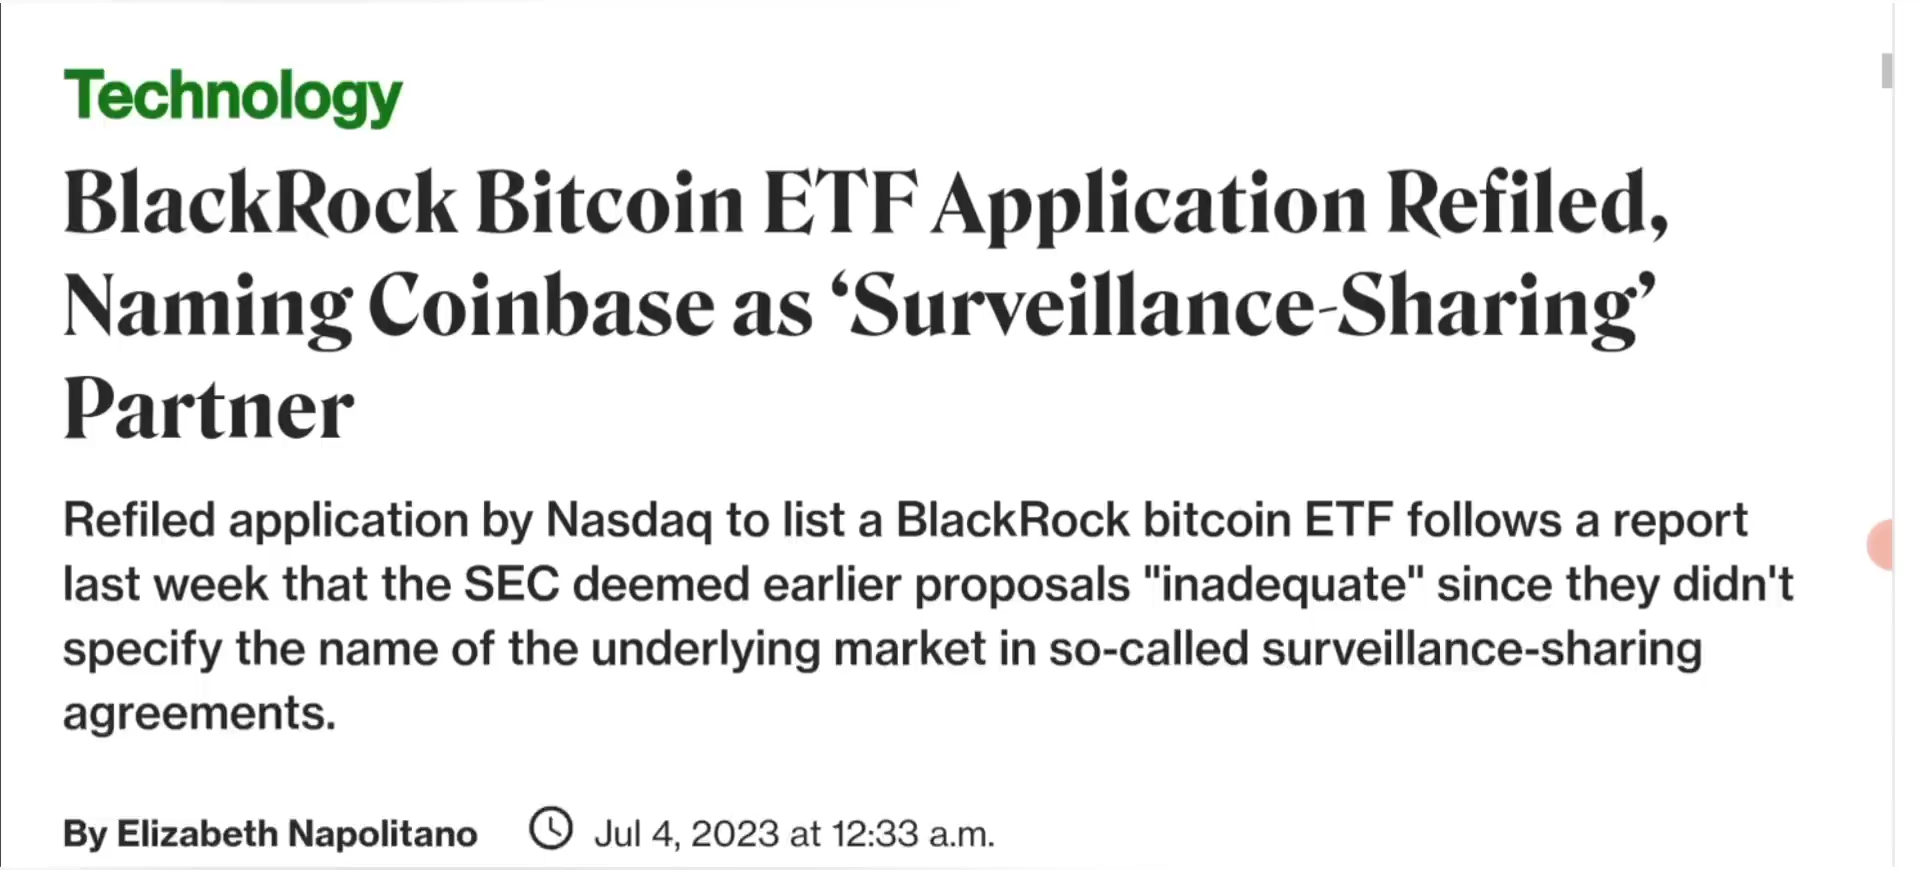 Technology
BlackRock Bitcoin ETF Application Refiled,
Naming Coinbase as ‘Surveillance-Sharing’
Partner
Refiled application by Nasdaq to list a BlackRock bitcoin ETF follows a report
last week that the SEC deemed earlier proposals "inadequate" since they didn't
specify the name of the underlying market in so-called surveillance-sharing
agreements.
By Elizabeth Napolitano Jul 4, 2023 at 12:33 a.m.